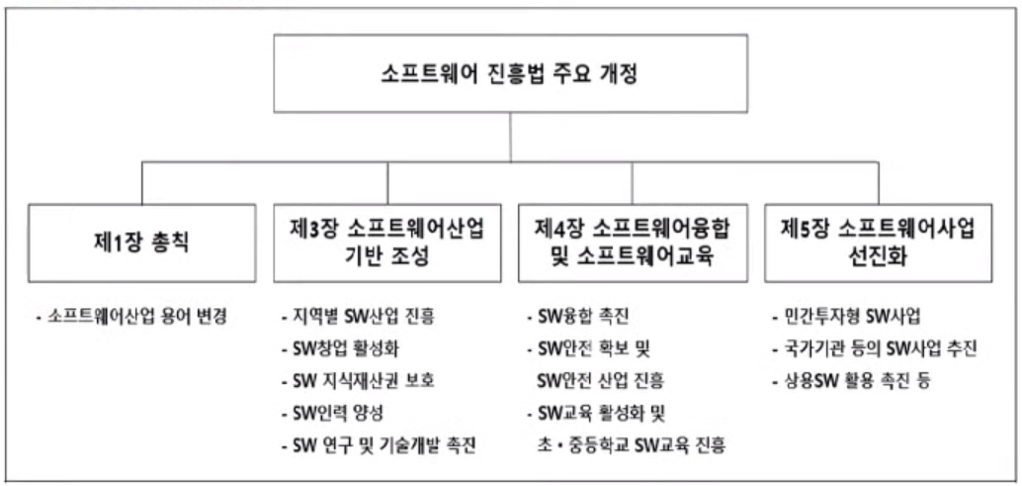 소프트웨어 진흥법 주요 개정
제1장 총칙
- 소프트웨어산업 용어 변경
제3장 소프트웨어산업
기반 조성
- 지역별 SW산업 진흥
- SW창업 활성화
- SW 지식재산권 보호
- SW인력 양성
- SW 연구 및 기술개발 촉진
제4장 소프트웨어융합
및 소프트웨어교육
- SW융합 촉진
- SW안전 확보 및
SW안전 산업 진흥
- SW교육 활성화 및
초・중등학교 SW교육 진흥
제5장 소프트웨어사업
선진화
- 민간투자형 SW사업
- 국가기관 등의 SW사업 추진
- 상용SW 활용 촉진 등